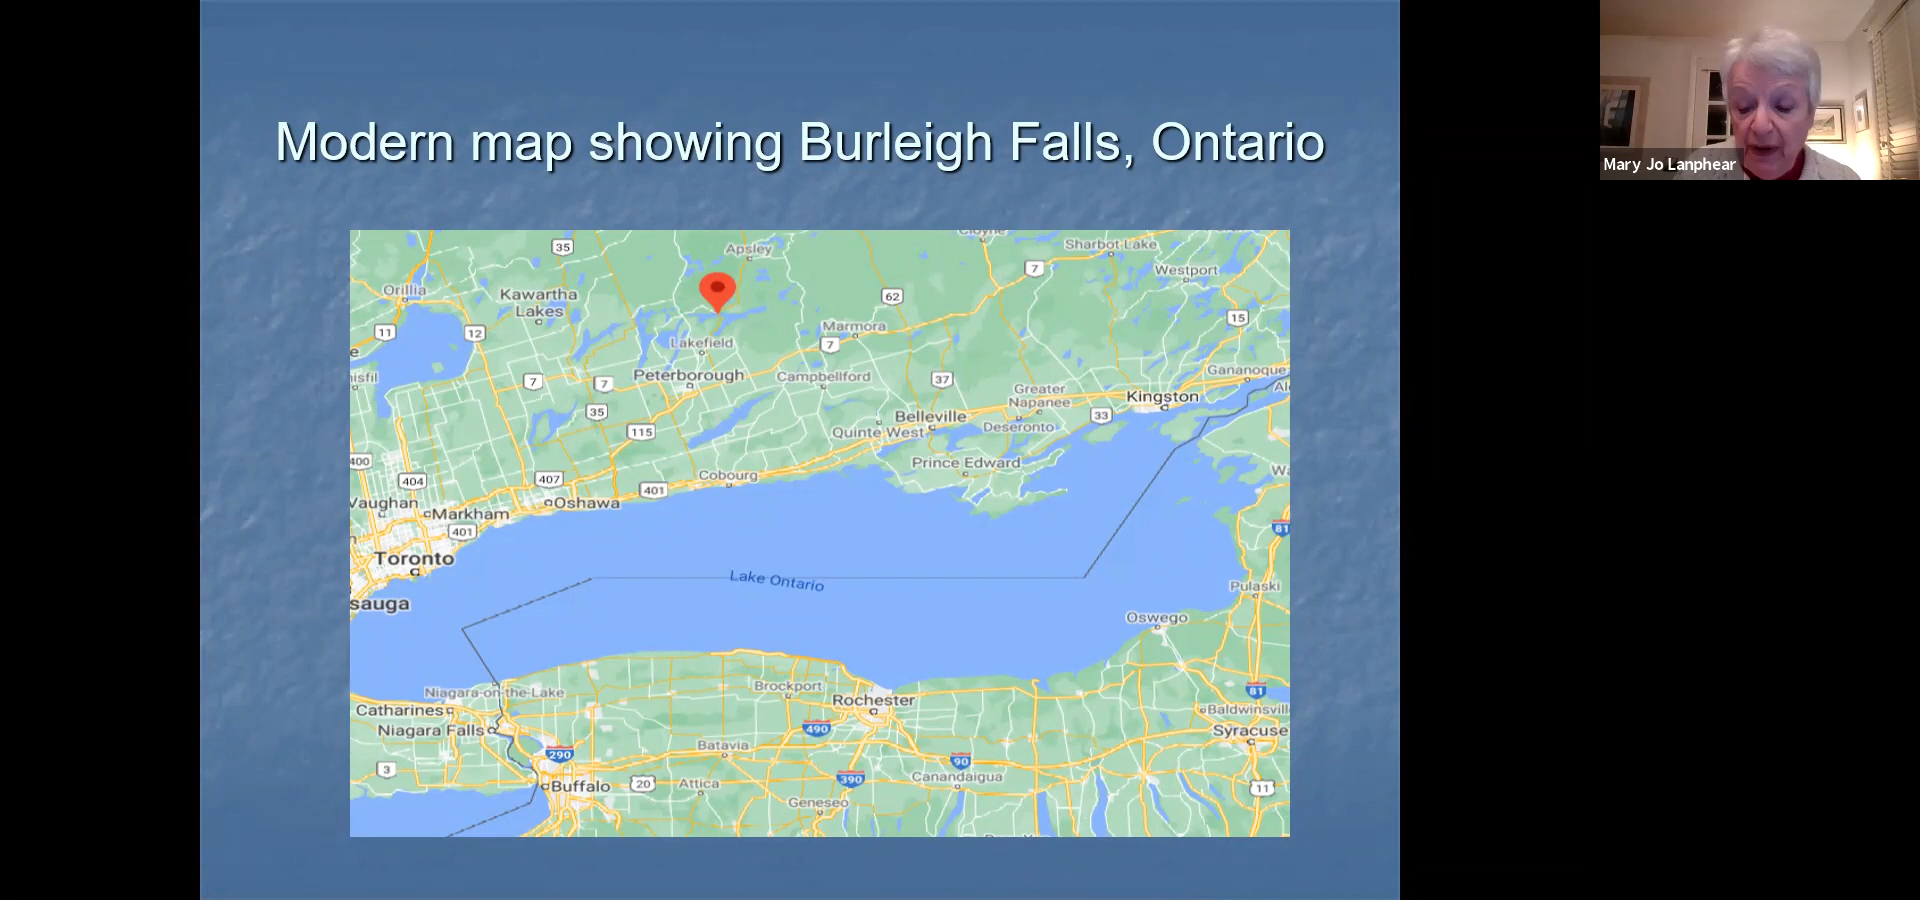 Modern map showing Burleigh Falls, Ontario
Mary Jo Lanphear
35
Apsley
Cloyne
Sharbot Lake
7
Westport
Orillia
Kawartha
Lakes
62
11
12
Marmora
15
Lakefield
7
e
nisfil
7
7
Peterborough
Campbellford
37
Gananoque
Greater
Napanee
Al
Kingston
35
Belleville
33
115
Quinte West
Deseronto
400
404
407
Cobourg
Prince Edward
Wa
401
Vaughan
Markham
Oshawa
401
81
Toronto
Lake Ontario
Pulaski
sauga
Oswego
Niagara-on-the-Lake
Brockport
Rochester
81
Catharines
Baldwinsvill
Niagara Falls
490
Syracuse
290
Batavia
90
3
390
Canandaigua
Buffalo
20
Attica
11
Geneseo